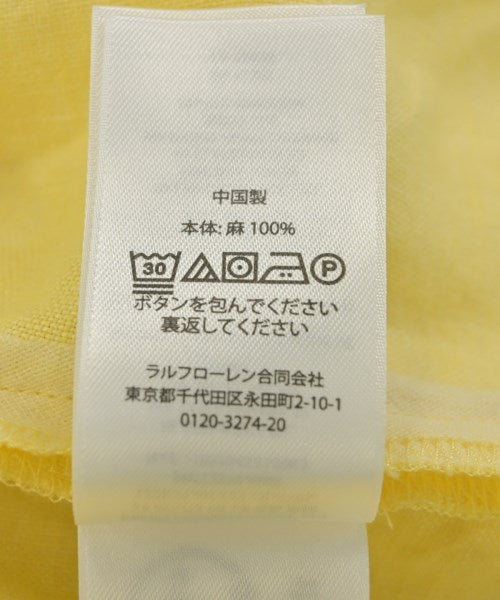 中国製
本体: 麻 100%
30 P
ボタンを包んでください
裏返してください
ラルフローレン合同会社
東京都千代田区永田町2-10-1
0120-3274-20